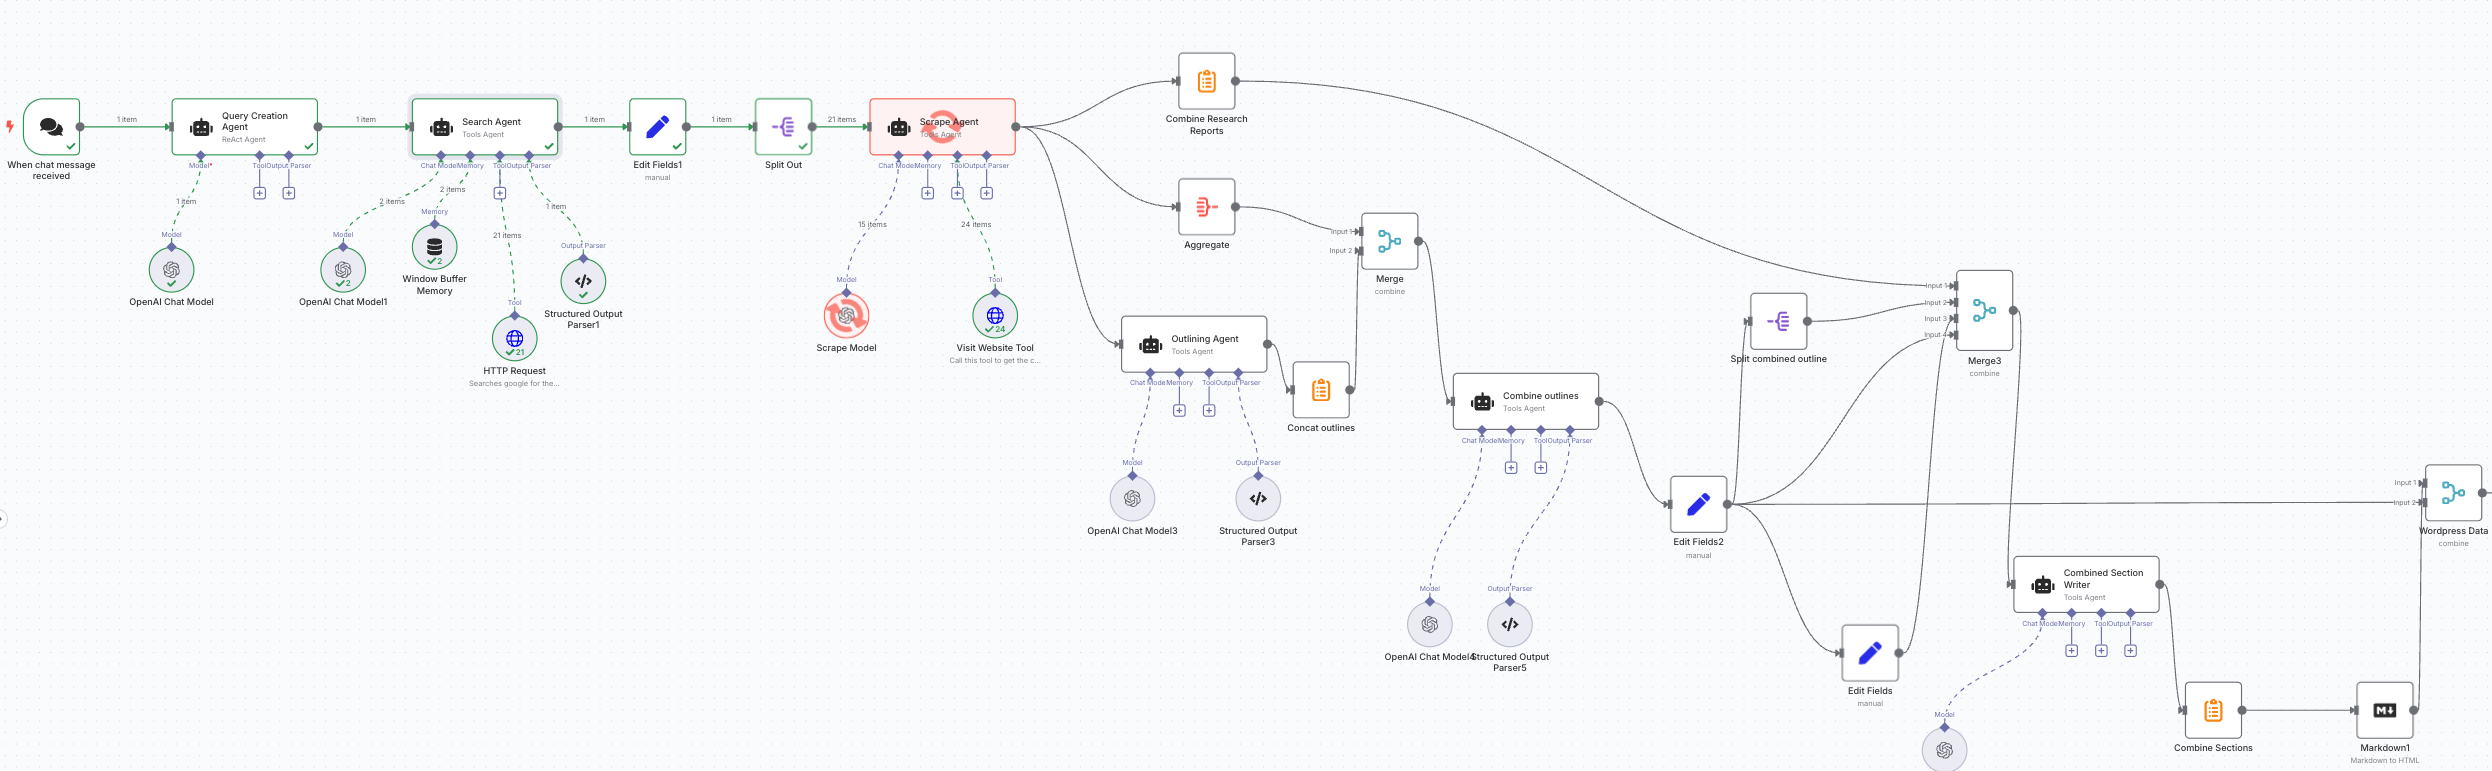 When chat message
received
1 item
Query Creation
Agent
ReAct Agent
Model*
Tool
Output Parser
1 item
Model
OpenAI Chat Model
1 item
Search Agent
Tools Agent
Chat Model
Memory
Tool
Output Parser
2 items
Model
2
OpenAI Chat Model1
2 items
Memory
2
Window Buffer
Memory
21 items
Tool
21
HTTP Request
Searches google for the...
1 item
Output Parser
Structured Output
Parser1
1 item
Edit Fields1
manual
1 item
Split Out
21 items
Scrape Agent
Tools Agent
Chat Model
Memory
Tool
Output Parser
15 items
Model
Scrape Model
24 items
Tool
24
Visit Website Tool
Call this tool to get the c...
Combine Research
Reports
Aggregate
Outlining Agent
Tools Agent
Chat Mode
Memory
Tool
Output Parser
Model
OpenAI Chat Model3
Output Parser
Structured Output
Parser3
Concat outlines
Input 1
Input 2
Merge
combine
Combine outlines
Tools Agent
Chat Model
Memory
Tool
Output Parser
Model
OpenAI Chat Model4
Output Parser
Structured Output
Parser5
Edit Fields2
manual
Split combined outline
Edit Fields
manual
Input 1
Input 2
Input 3
Input 4
Merge3
combine
Combined Section
Writer
Tools Agent
Chat Mode
Memory
Tool
Output Parser
Model
Combine Sections
M
Markdown1
Markdown to HTML
Input 1
Input 2
Wordpress Data
combine